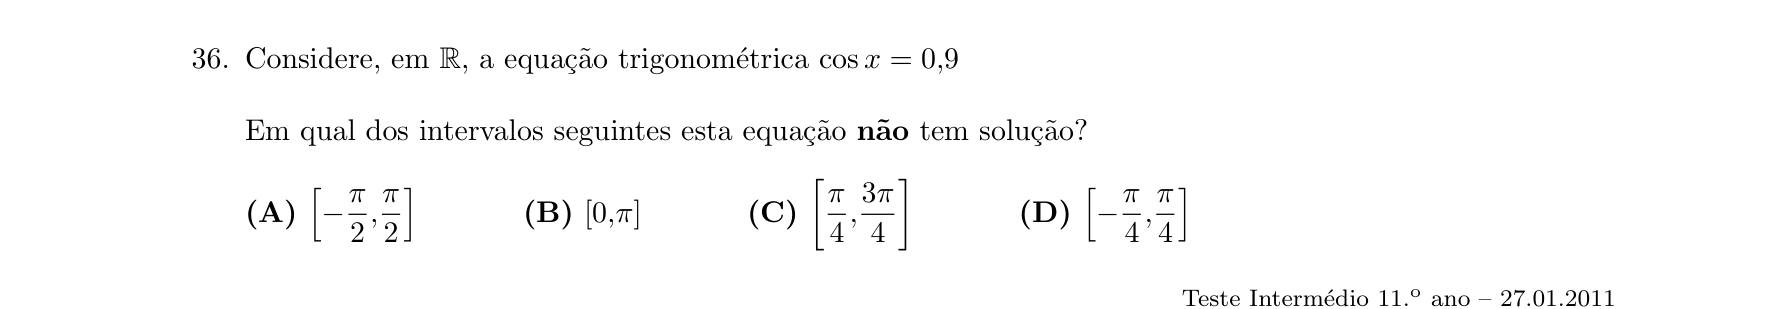 36. Considere, em ℝ, a equação trigonométrica cos x = 0,9
Em qual dos intervalos seguintes esta equação não tem solução?
(A) [−π/2, π/2] (B) [0,π] (C) [π/4, 3π/4] (D) [−π/4, π/4]
Teste Intermédio 11.º ano – 27.01.2011